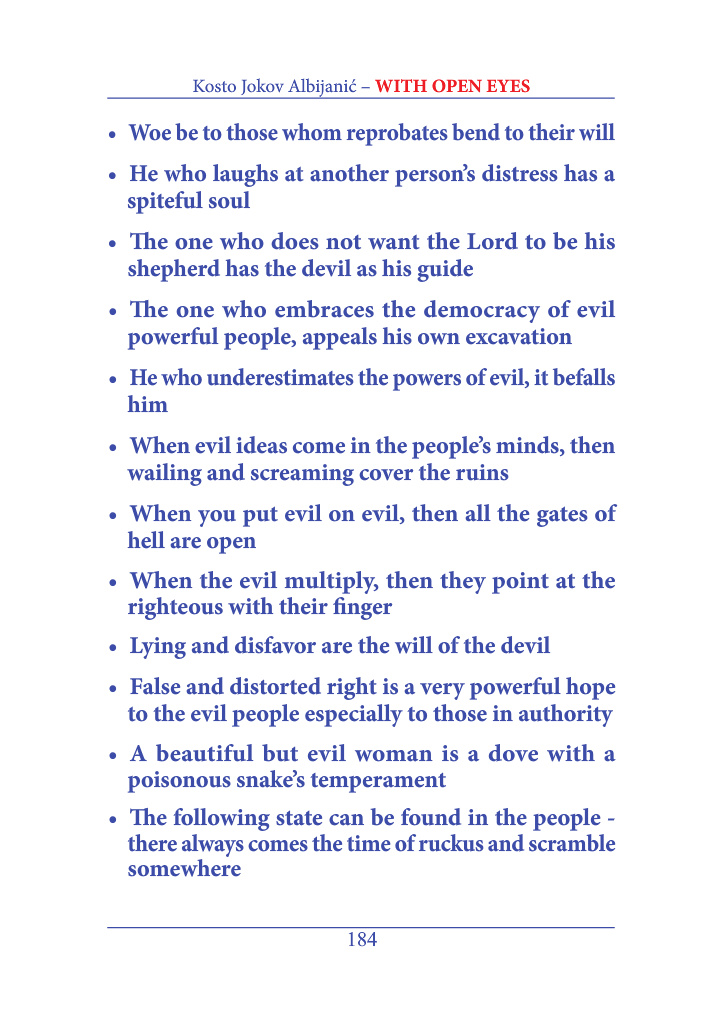 Kosto Jokov Albijanić – WITH OPEN EYES
• Woe be to those whom reprobates bend to their will
• He who laughs at another person's distress has a
spiteful soul
• The one who does not want the Lord to be his
shepherd has the devil as his guide
• The one who embraces the democracy of evil
powerful people, appeals his own excavation
• He who underestimates the powers of evil, it befalls
him
• When evil ideas come in the people's minds, then
wailing and screaming cover the ruins
• When you put evil on evil, then all the gates of
hell are open
• When the evil multiply, then they point at the
righteous with their finger
• Lying and disfavor are the will of the devil
• False and distorted right is a very powerful hope
to the evil people especially to those in authority
• A beautiful but evil woman is a dove with a
poisonous snake's temperament
• The following state can be found in the people -
there always comes the time of ruckus and scramble
somewhere
184